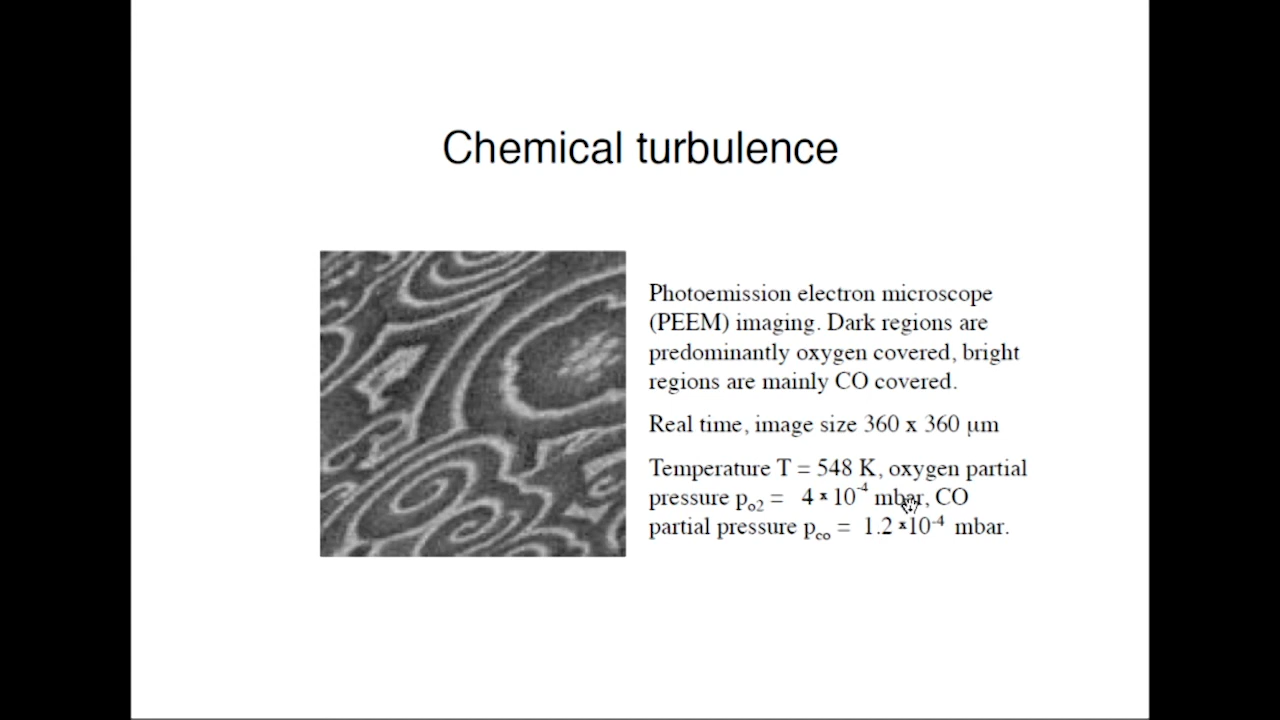 Chemical turbulence
Photoemission electron microscope
(PEEM) imaging. Dark regions are
predominantly oxygen covered, bright
regions are mainly CO covered.
Real time, image size 360 x 360 μm
Temperature T = 548 K, oxygen partial
pressure pₒ₂ = 4 × 10⁻⁴ mbar, CO
partial pressure p꜀ₒ = 1.2 ×10⁻⁴ mbar.